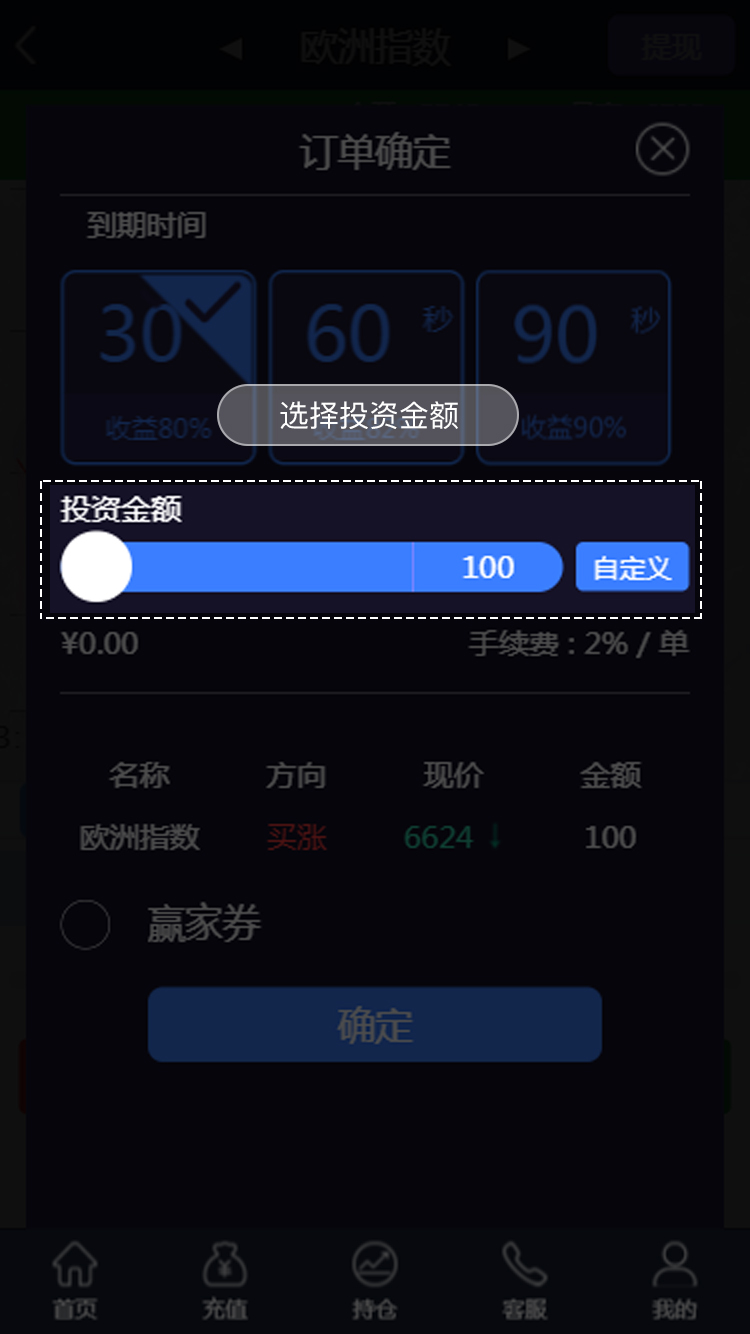 欧洲指数
提现
订单确定
到期时间
30
60 秒
90 秒
选择投资金额
收益80%
收益82%
收益90%
投资金额
100
自定义
¥0.00
手续费 : 2% / 单
名称 方向 现价 金额
欧洲指数 买涨 6624 ↓ 100
赢家券
确定
首页 充值 持仓 客服 我的